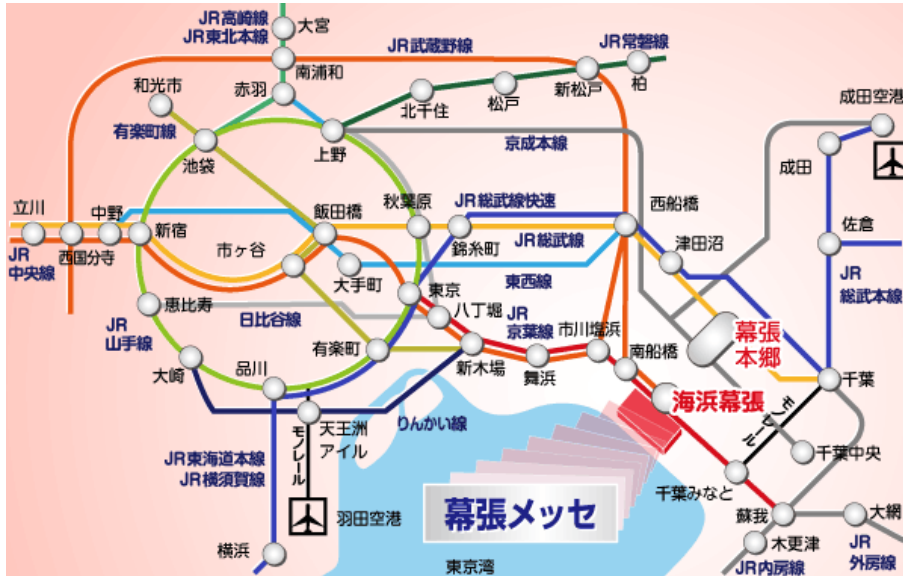 JR高崎線
JR東北本線
大宮
JR武蔵野線
JR常磐線
南浦和
和光市
赤羽
北千住
松戸
新松戸
柏
成田空港
有楽町線
池袋
上野
京成本線
成田
立川
中野
新宿
飯田橋
秋葉原
JR総武線快速
西船橋
佐倉
西国分寺
市ヶ谷
錦糸町
JR総武線
津田沼
JR
中央線
大手町
東西線
JR
総武本線
恵比寿
日比谷線
東京
八丁堀
JR
京葉線
市川塩浜
幕張
本郷
JR
山手線
大崎
品川
有楽町
新木場
舞浜
南船橋
千葉
海浜幕張
モノレール
りんかい線
天王洲
アイル
モノレール
千葉中央
JR東海道本線
JR横須賀線
千葉みなと
幕張メッセ
羽田空港
蘇我
大網
木更津
横浜
東京湾
JR内房線
JR
外房線